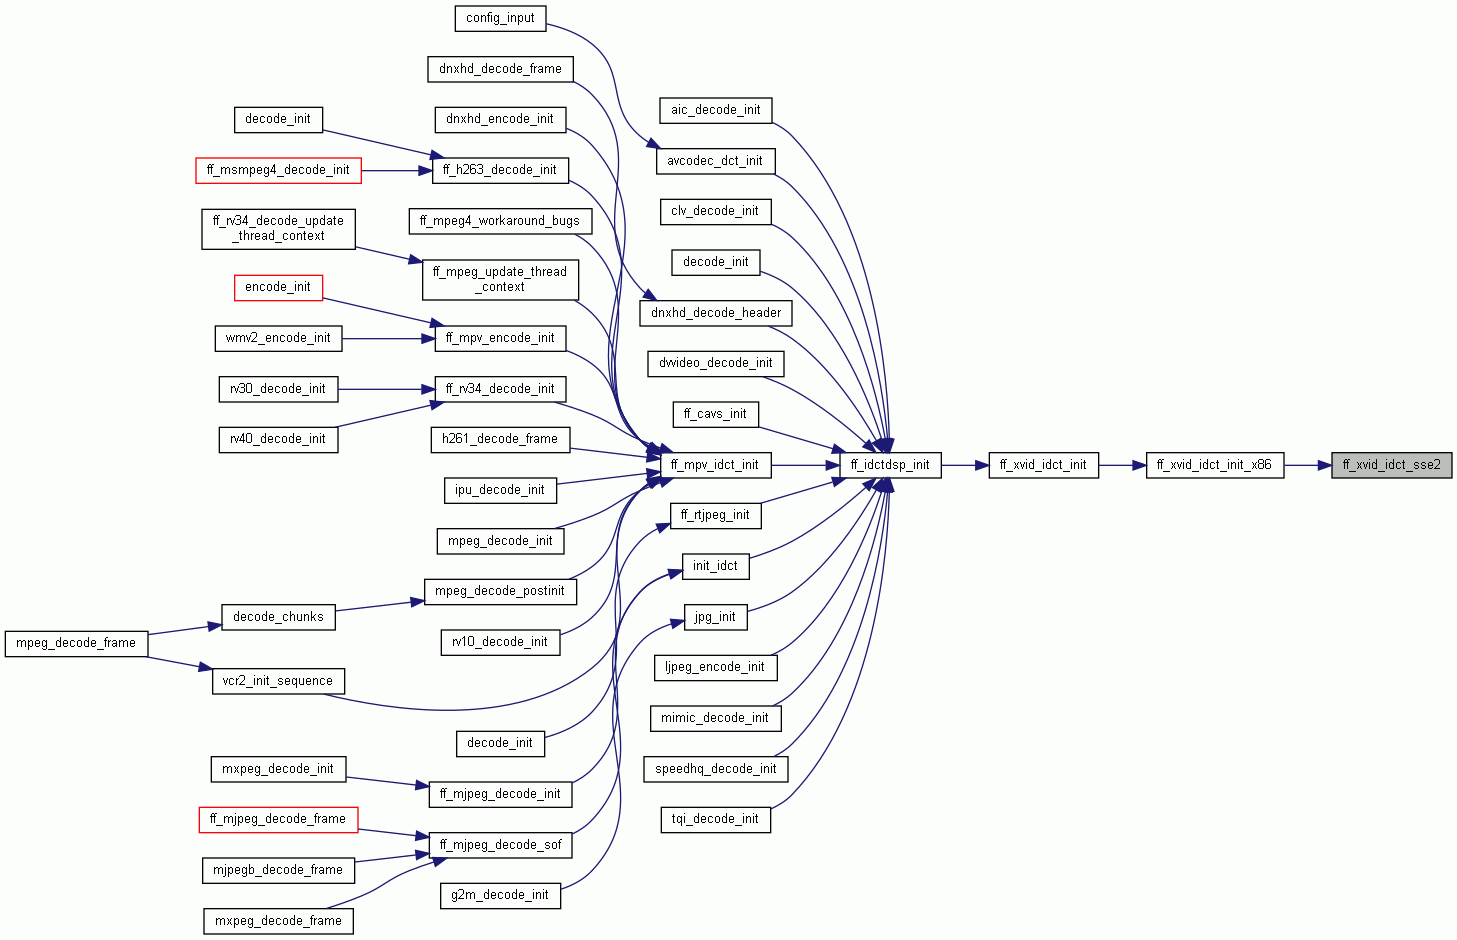 config_input
dnxhd_decode_frame
aic_decode_init
decode_init
dnxhd_encode_init
avcodec_dct_init
ff_msmpeg4_decode_init
ff_h263_decode_init
clv_decode_init
ff_rv34_decode_update
_thread_context
ff_mpeg4_workaround_bugs
decode_init
ff_mpeg_update_thread
_context
encode_init
dnxhd_decode_header
wmv2_encode_init
ff_mpv_encode_init
dvvideo_decode_init
rv30_decode_init
ff_rv34_decode_init
ff_cavs_init
rv40_decode_init
h261_decode_frame
ff_mpv_idct_init
ff_idctdsp_init
ff_xvid_idct_init
ff_xvid_idct_init_x86
ff_xvid_idct_sse2
ipu_decode_init
ff_rtjpeg_init
mpeg_decode_init
init_idct
mpeg_decode_postinit
decode_chunks
jpg_init
mpeg_decode_frame
rv10_decode_init
ljpeg_encode_init
vcr2_init_sequence
mimic_decode_init
decode_init
mxpeg_decode_init
speedhq_decode_init
ff_mjpeg_decode_init
ff_mjpeg_decode_frame
tqi_decode_init
ff_mjpeg_decode_sof
mjpegb_decode_frame
g2m_decode_init
mxpeg_decode_frame